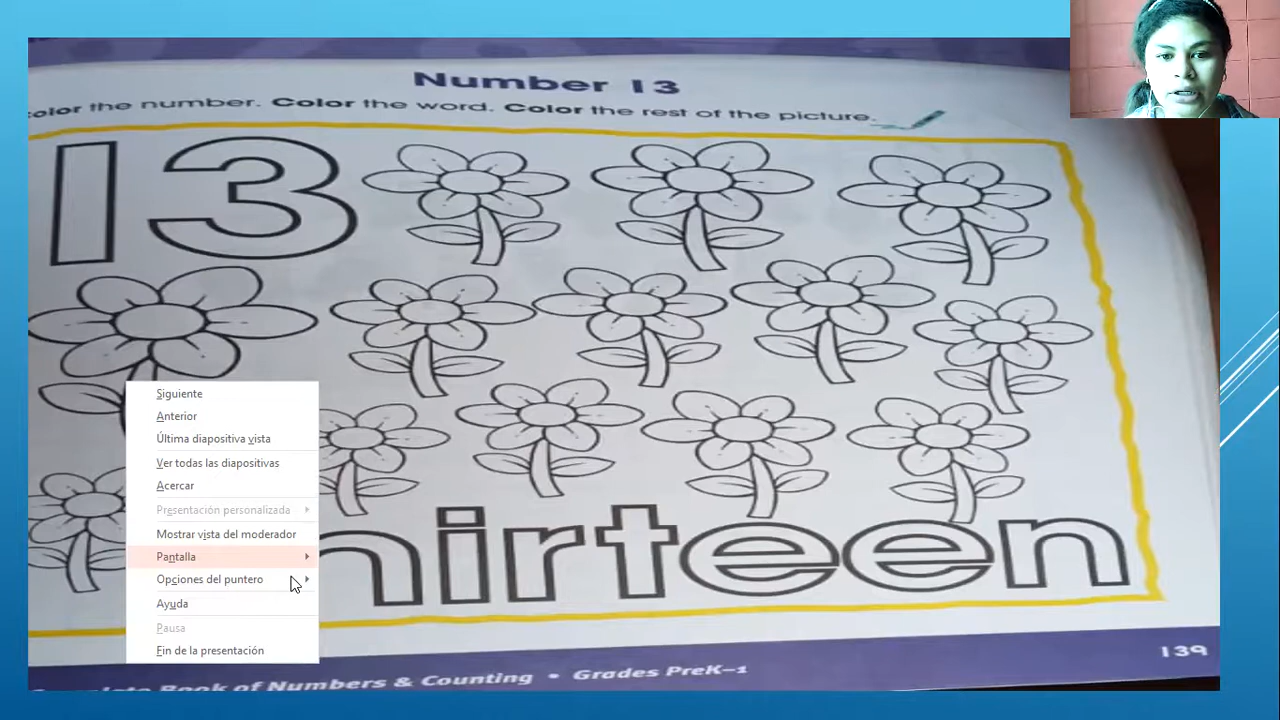 Number 13
Color the number. Color the word. Color the rest of the picture.
13
Siguiente
Anterior
Última diapositiva vista
Ver todas las diapositivas
Acercar
Presentación personalizada
Mostrar vista del moderador
Pantalla
Opciones del puntero
Ayuda
Pausa
Fin de la presentación
hirteen
139
Complete Book of Numbers & Counting • Grades PreK–1